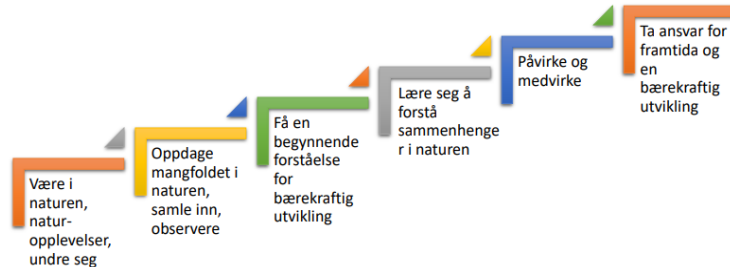 Være i
naturen,
natur-
opplevelser,
undre seg
Oppdage
mangfoldet i
naturen,
samle inn,
observere
Få en
begynnende
forståelse
for
bærekraftig
utvikling
Lære seg å
forstå
sammenhenge
r i naturen
Påvirke og
medvirke
Ta ansvar for
framtida og
en
bærekraftig
utvikling